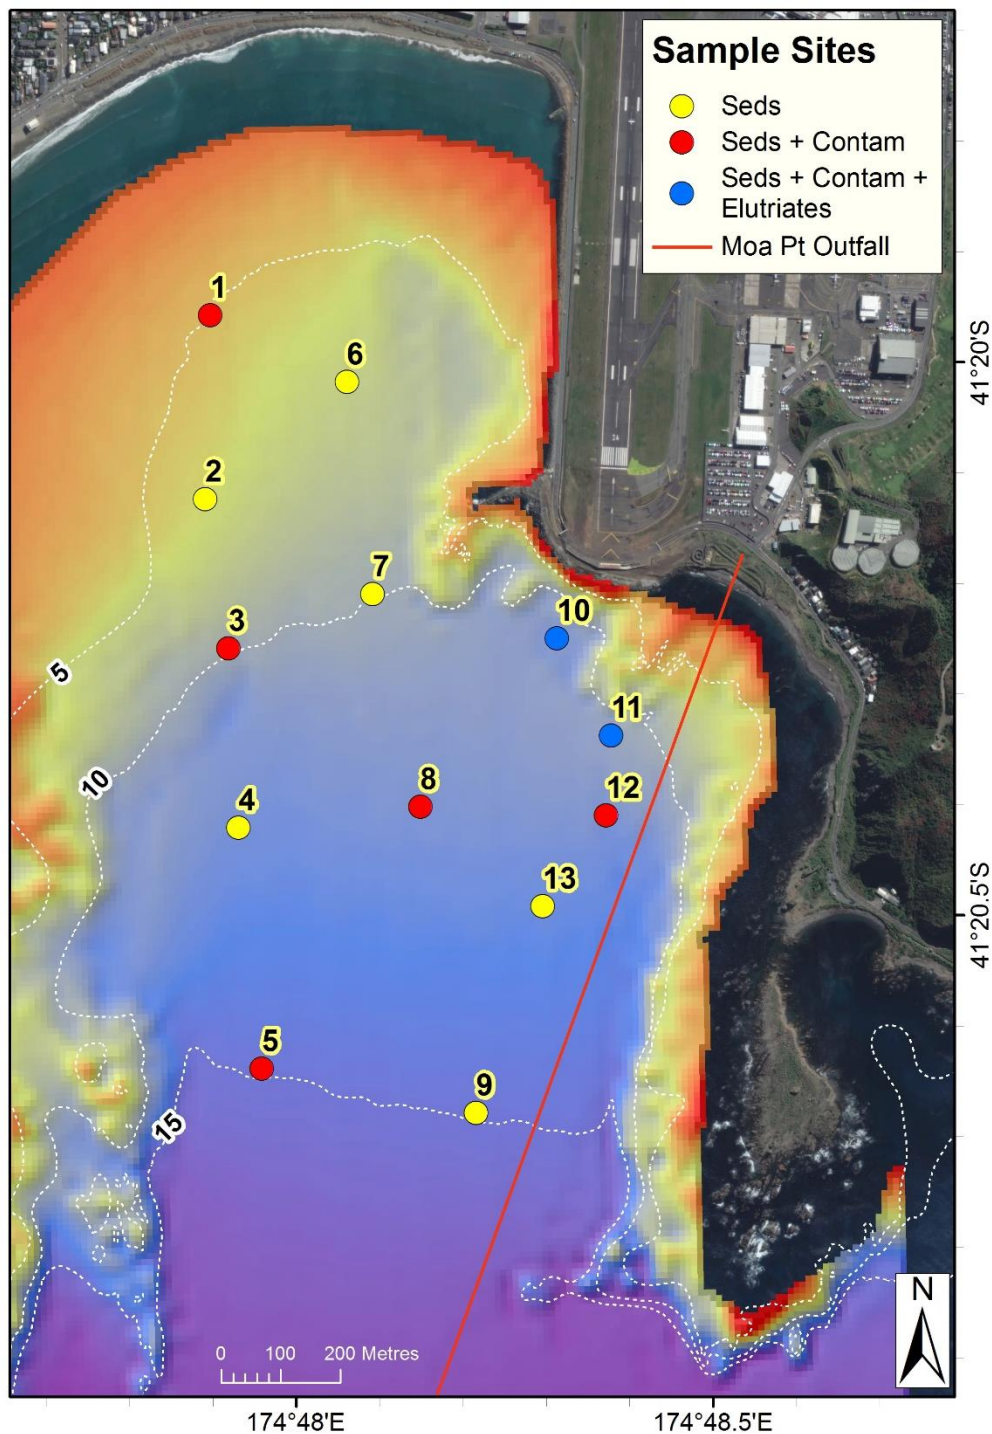 Sample Sites
Seds
Seds + Contam
Seds + Contam +
Elutriates
Moa Pt Outfall
1
6
41°20'S
2
7
10
3
5
11
10
8
12
4
13
41°20.5'S
5
9
15
N
0 100 200 Metres
174°48'E
174°48.5'E